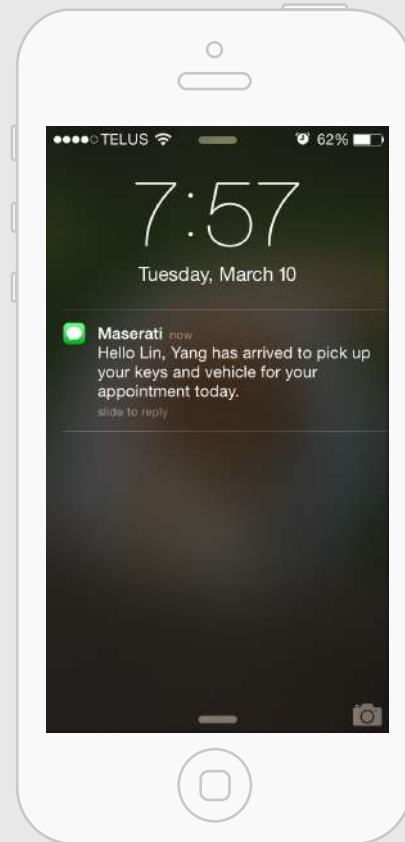 TELUS 62%
7:57
Tuesday, March 10
Maserati now
Hello Lin, Yang has arrived to pick up
your keys and vehicle for your
appointment today.
slide to reply